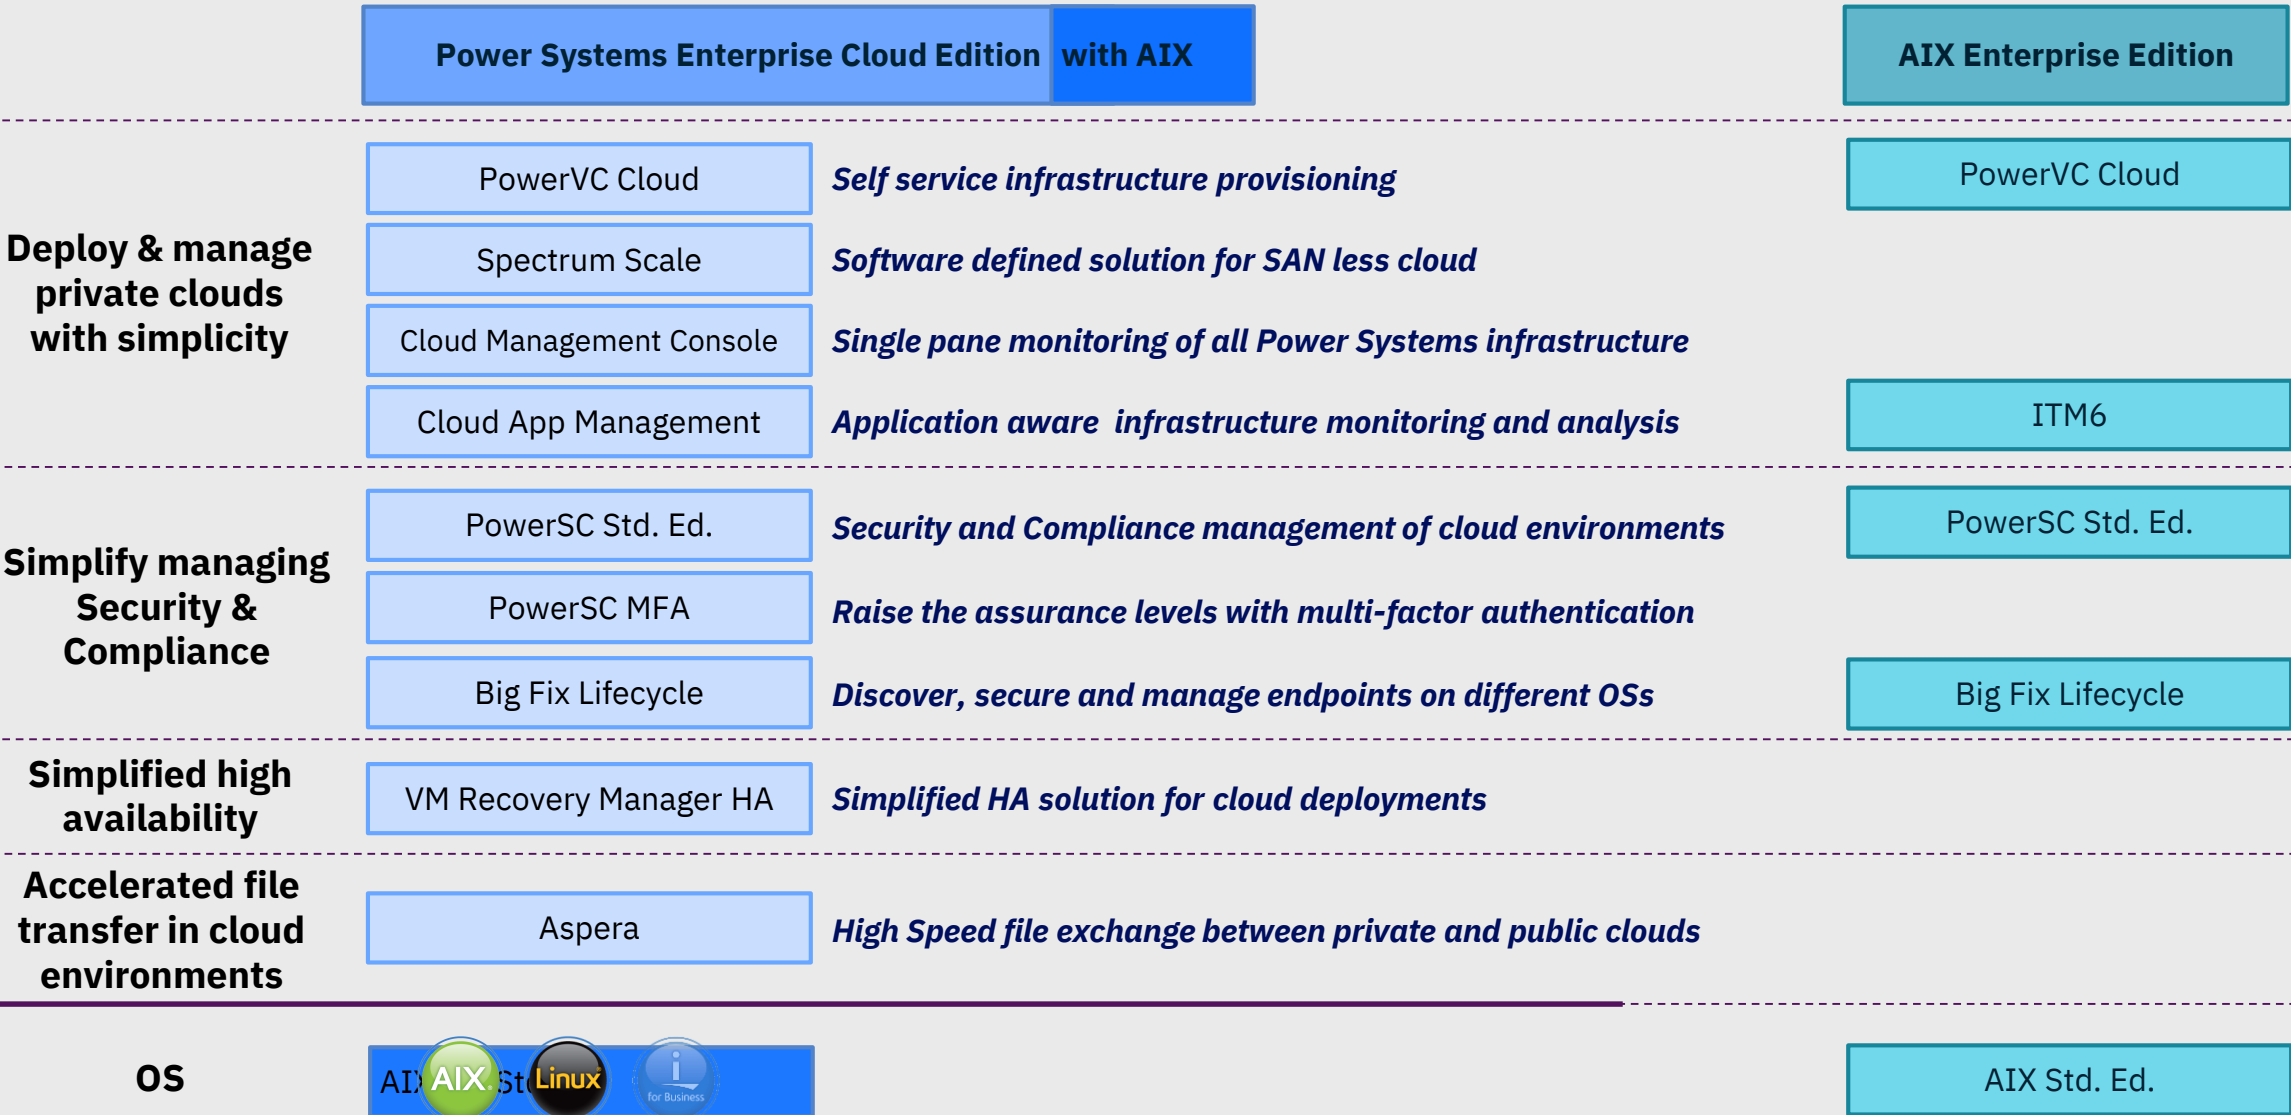 Power Systems Enterprise Cloud Edition with AIX
AIX Enterprise Edition
Deploy & manage
private clouds
with simplicity
PowerVC Cloud
Self service infrastructure provisioning
PowerVC Cloud
Spectrum Scale
Software defined solution for SAN less cloud
Cloud Management Console
Single pane monitoring of all Power Systems infrastructure
Cloud App Management
Application aware  infrastructure monitoring and analysis
ITM6
Simplify managing
Security &
Compliance
PowerSC Std. Ed.
Security and Compliance management of cloud environments
PowerSC Std. Ed.
PowerSC MFA
Raise the assurance levels with multi-factor authentication
Big Fix Lifecycle
Discover, secure and manage endpoints on different OSs
Big Fix Lifecycle
Simplified high
availability
VM Recovery Manager HA
Simplified HA solution for cloud deployments
Accelerated file
transfer in cloud
environments
Aspera
High Speed file exchange between private and public clouds
OS
AIX
Linux
i
for Business
AIX Std. Ed.